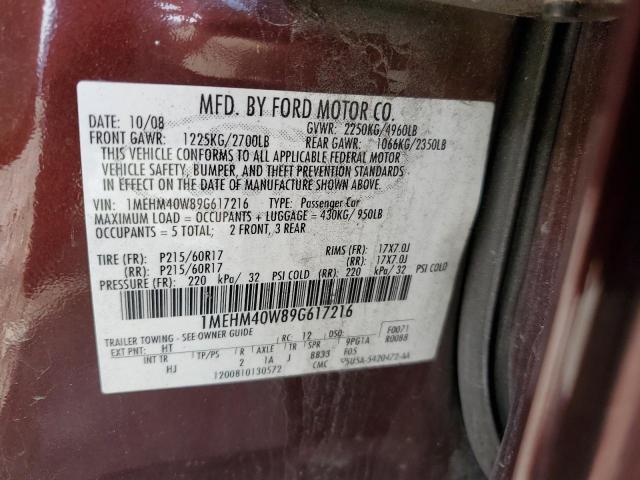 MFD. BY FORD MOTOR CO.
DATE: 10/08 GVWR: 2250KG/4960LB
FRONT GAWR: 1225KG/2700LB REAR GAWR: 1066KG/2350LB
THIS VEHICLE CONFORMS TO ALL APPLICABLE FEDERAL MOTOR
VEHICLE SAFETY, BUMPER, AND THEFT PREVENTION STANDARDS
IN EFFECT ON THE DATE OF MANUFACTURE SHOWN ABOVE.
VIN: 1MEHM40W89G617216 TYPE: Passenger Car
MAXIMUM LOAD = OCCUPANTS + LUGGAGE = 430KG/ 950LB
OCCUPANTS = 5 TOTAL; 2 FRONT, 3 REAR
TIRE (FR): P215/60R17 RIMS (FR): 17X7.0J
(RR): P215/60R17 (RR): 17X7.0J
PRESSURE (FR): 220 kPa/ 32 PSI COLD (RR): 220 kPa/ 32 PSI COLD
1MEHM40W89G617216
TRAILER TOWING - SEE OWNER GUIDE RC: 12 DSO: F0071
EXT PNT: HT 9PG1A R0088
INT TR TP/PS R AXLE TR SPR F05
HJ 2 1A J 8833
1200810130572 CMC